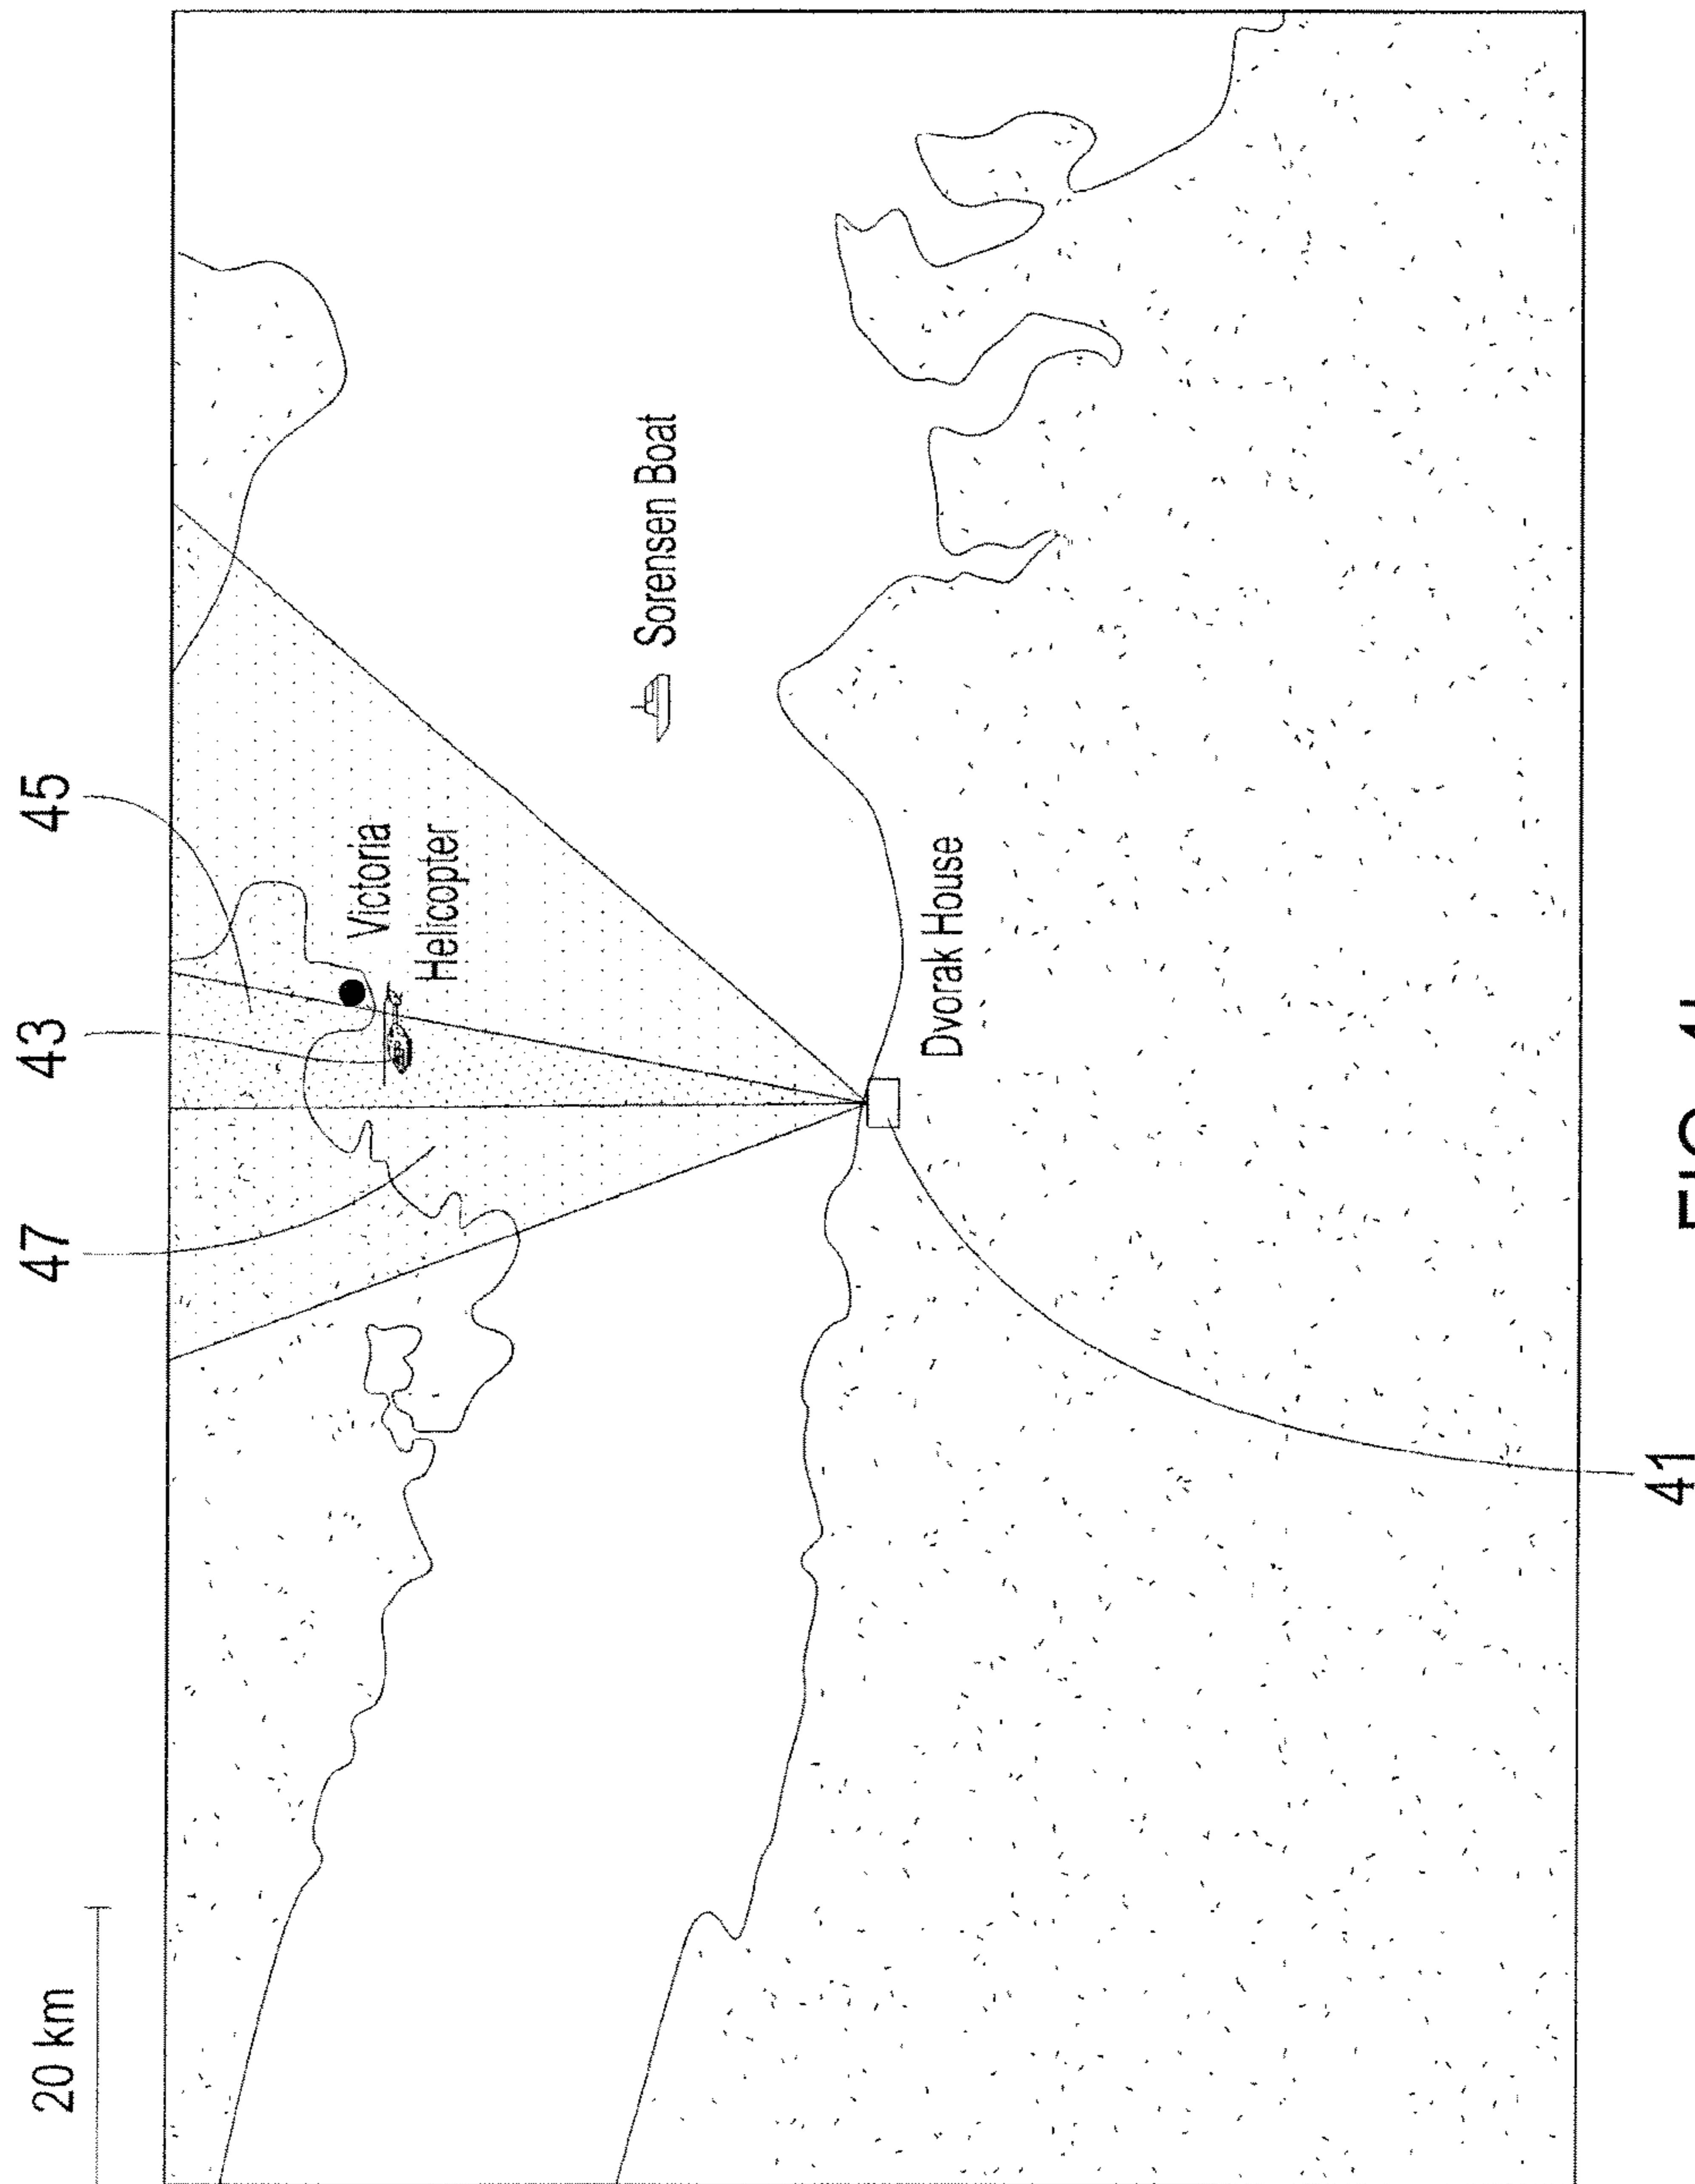 20 km
47
43
45
Victoria
Helicopter
Sorensen Boat
Dvorak House
41